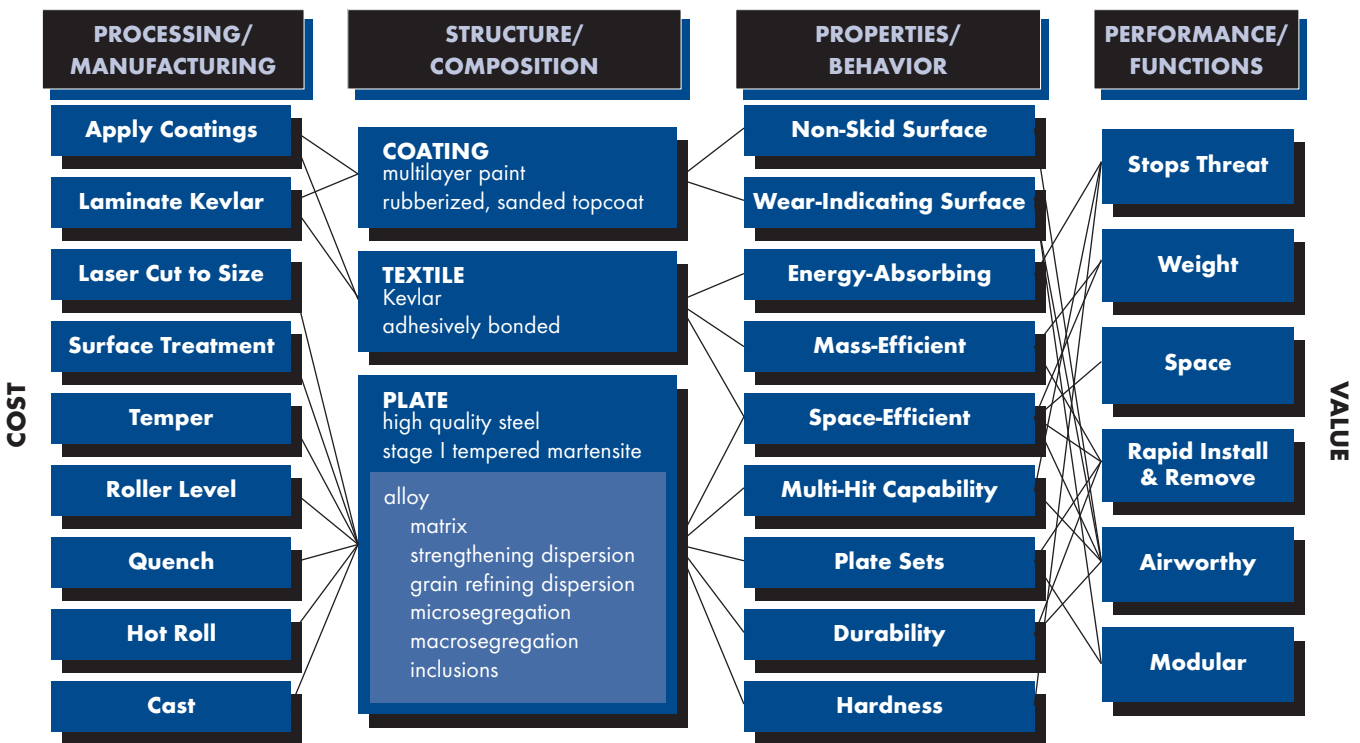 PROCESSING/
MANUFACTURING
STRUCTURE/
COMPOSITION
PROPERTIES/
BEHAVIOR
PERFORMANCE/
FUNCTIONS
COST
Apply Coatings
Laminate Kevlar
Laser Cut to Size
Surface Treatment
Temper
Roller Level
Quench
Hot Roll
Cast
COATING
multilayer paint
rubberized, sanded topcoat
TEXTILE
Kevlar
adhesively bonded
PLATE
high quality steel
stage I tempered martensite
alloy
matrix
strengthening dispersion
grain refining dispersion
microsegregation
macrosegregation
inclusions
Non-Skid Surface
Wear-Indicating Surface
Energy-Absorbing
Mass-Efficient
Space-Efficient
Multi-Hit Capability
Plate Sets
Durability
Hardness
Stops Threat
Weight
Space
Rapid Install
& Remove
Airworthy
Modular
VALUE